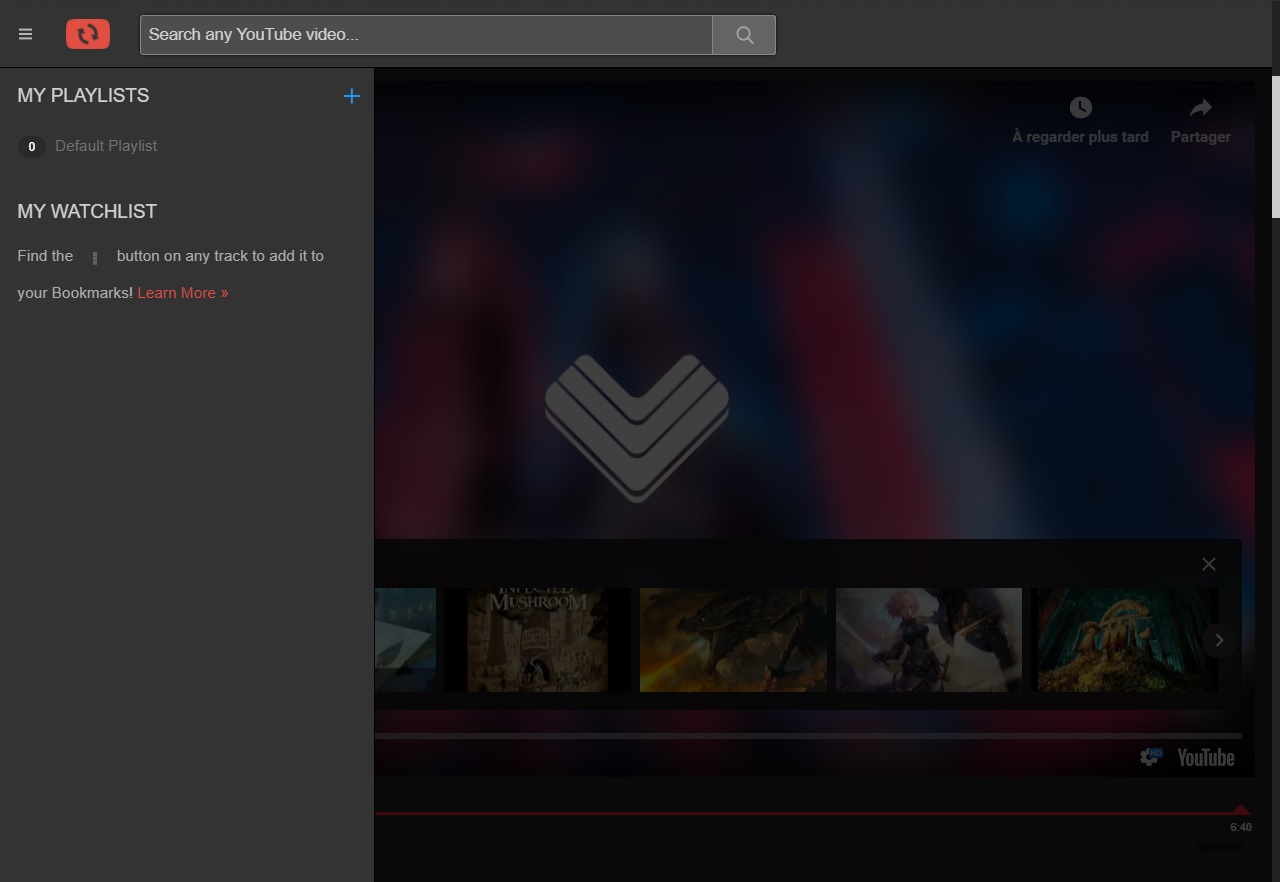 Search any YouTube video...
MY PLAYLISTS
0 Default Playlist
MY WATCHLIST
Find the button on any track to add it to
your Bookmarks! Learn More »
À regarder plus tard
Partager
INFECTED
MUSHROOM
HD
YouTube
6:40